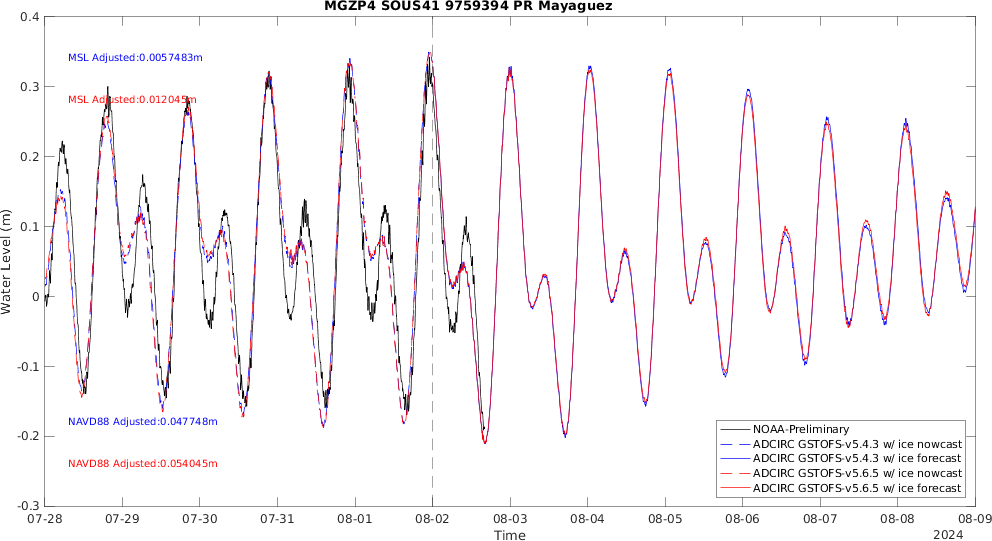 MGZP4 SOUS41 9759394 PR Mayaguez
0.4
0.3
0.2
0.1
0
-0.1
-0.2
-0.3
Water Level (m)
MSL Adjusted:0.0057483m
MSL Adjusted:0.012045m
NAVD88 Adjusted:0.047748m
NAVD88 Adjusted:0.054045m
NOAA-Preliminary
ADCIRC GSTOFS-v5.4.3 w/ ice nowcast
ADCIRC GSTOFS-v5.4.3 w/ ice forecast
ADCIRC GSTOFS-v5.6.5 w/ ice nowcast
ADCIRC GSTOFS-v5.6.5 w/ ice forecast
07-28 07-29 07-30 07-31 08-01 08-02 08-03 08-04 08-05 08-06 08-07 08-08 08-09
Time
2024